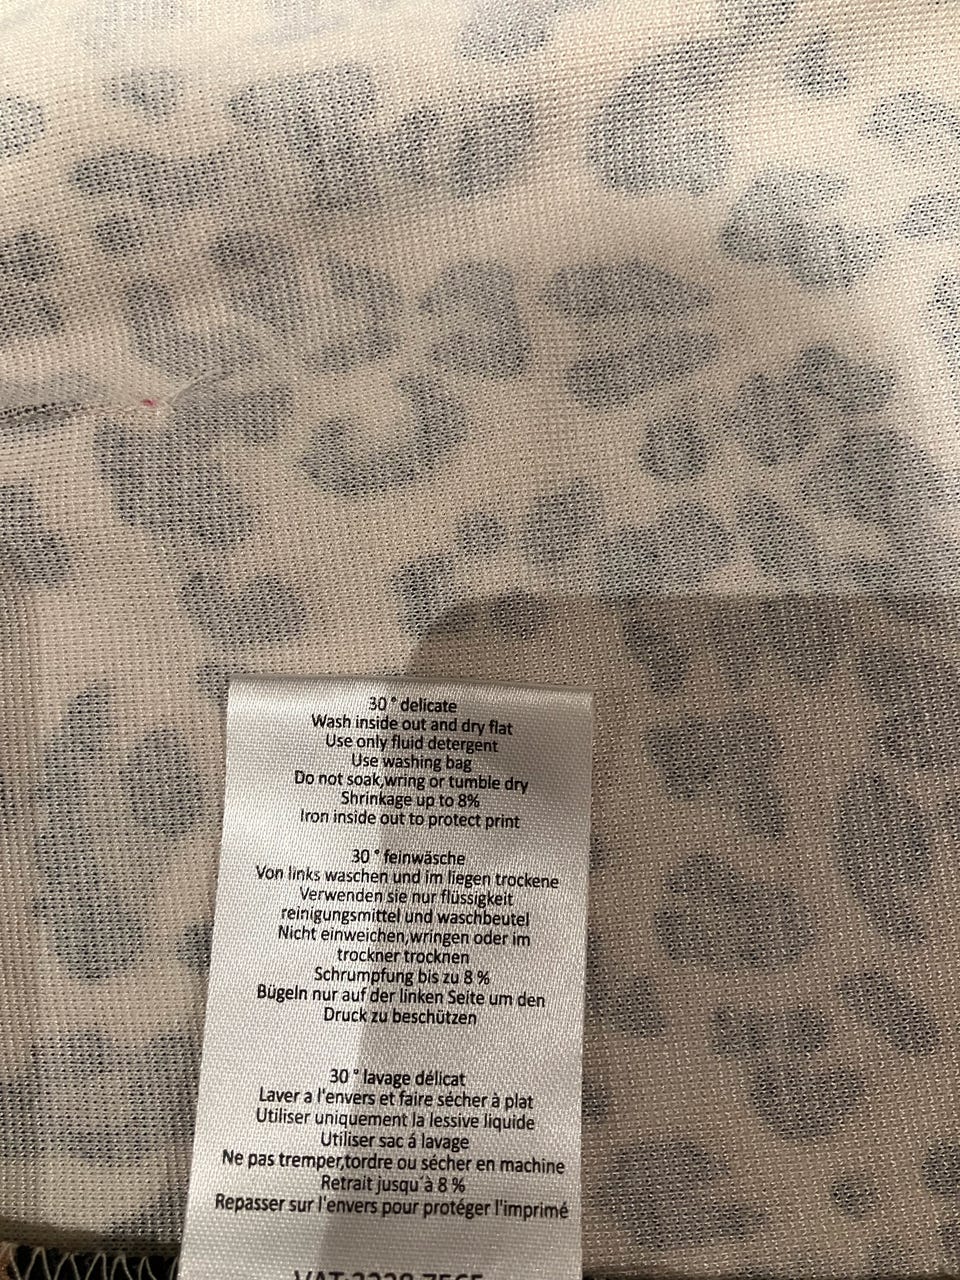 30 ° delicate
Wash inside out and dry flat
Use only fluid detergent
Use washing bag
Do not soak,wring or tumble dry
Shrinkage up to 8%
Iron inside out to protect print
30 ° feinwäsche
Von links waschen und im liegen trockene
Verwenden sie nur flüssigkeit
reinigungsmittel und waschbeutel
Nicht einweichen,wringen oder im
trockner trocknen
Schrumpfung bis zu 8 %
Bügeln nur auf der linken Seite um den
Druck zu beschützen
30 ° lavage délicat
Laver a l'envers et faire sécher à plat
Utiliser uniquement la lessive liquide
Utiliser sac á lavage
Ne pas tremper,tordre ou sécher en machine
Retrait jusqu'à 8 %
Repasser sur l'envers pour protéger l'imprimé